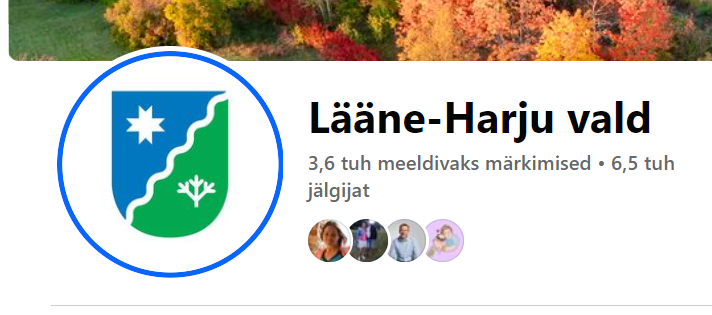 Lääne-Harju vald
3,6 tuh meeldivaks märkimised • 6,5 tuh
jälgijat